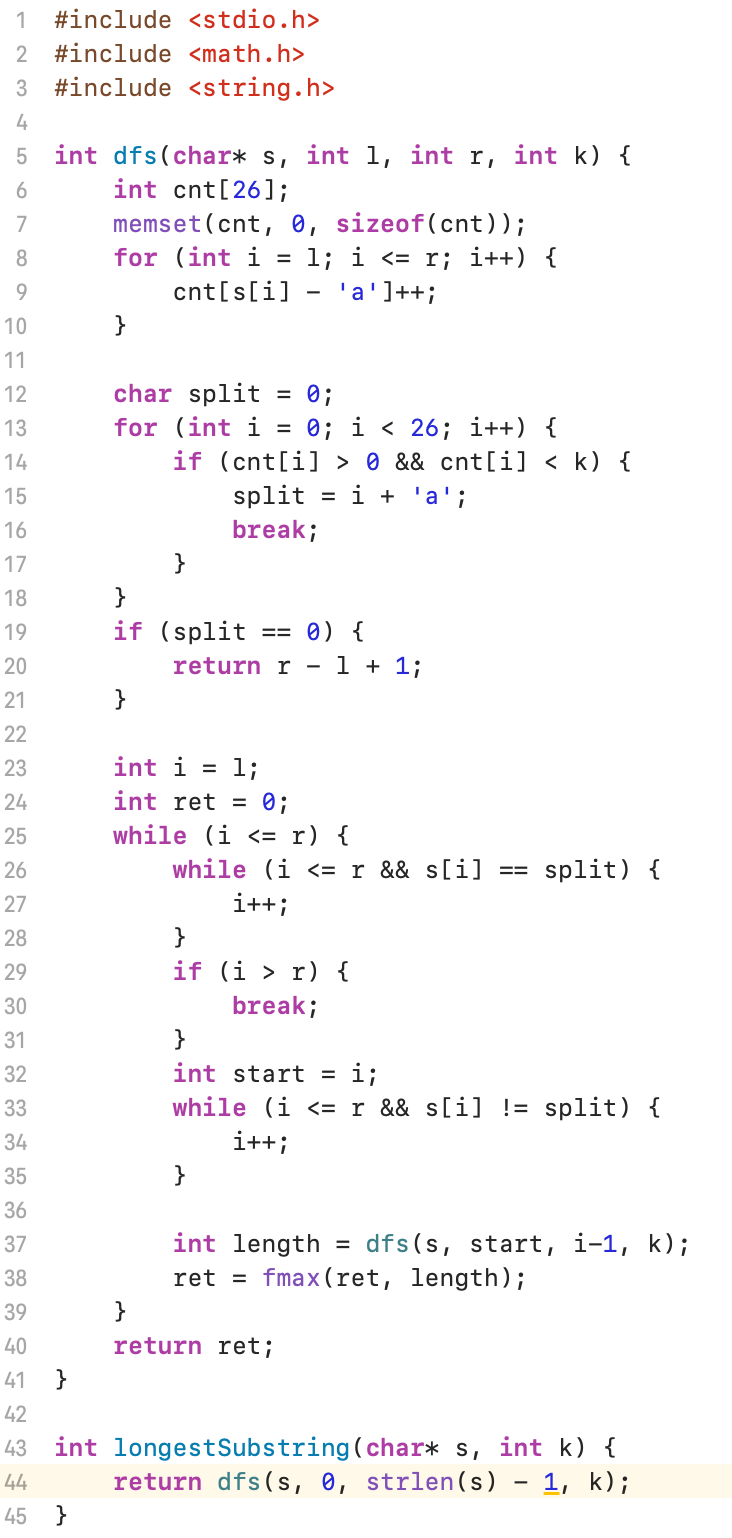 1 #include <stdio.h>
2 #include <math.h>
3 #include <string.h>
4
5 int dfs(char* s, int l, int r, int k) {
6     int cnt[26];
7     memset(cnt, 0, sizeof(cnt));
8     for (int i = l; i <= r; i++) {
9         cnt[s[i] - 'a']++;
10     }
11
12     char split = 0;
13     for (int i = 0; i < 26; i++) {
14         if (cnt[i] > 0 && cnt[i] < k) {
15             split = i + 'a';
16             break;
17         }
18     }
19     if (split == 0) {
20         return r - l + 1;
21     }
22
23     int i = l;
24     int ret = 0;
25     while (i <= r) {
26         while (i <= r && s[i] == split) {
27             i++;
28         }
29         if (i > r) {
30             break;
31         }
32         int start = i;
33         while (i <= r && s[i] != split) {
34             i++;
35         }
36
37         int length = dfs(s, start, i-1, k);
38         ret = fmax(ret, length);
39     }
40     return ret;
41 }
42
43 int longestSubstring(char* s, int k) {
44     return dfs(s, 0, strlen(s) - 1, k);
45 }